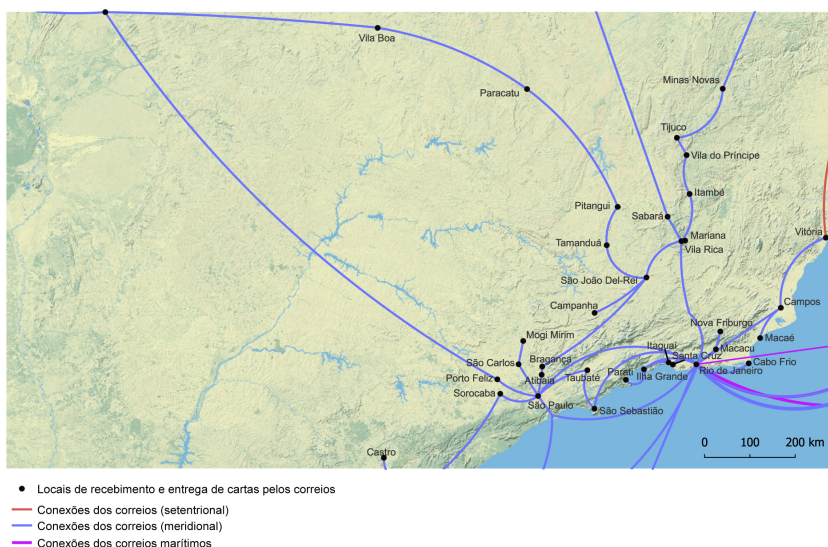 Vila Boa
Minas Novas
Paracatu
Tijuco
Vila do Príncipe
Itambé
Pitangui
Sabará
Mariana
Vitória
Tamanduá
Vila Rica
São João Del-Rei
Campanha
Campos
Nova Friburgo
Mogi Mirim
Macaé
Itaguaí
Macacu
São Carlos
Bragança
Santa Cruz
Cabo Frio
Porto Feliz
Atibaia
Taubaté
Parati
Ilha Grande
Rio de Janeiro
Sorocaba
São Paulo
São Sebastião
Castro
0 100 200 km
Locais de recebimento e entrega de cartas pelos correios
Conexões dos correios (setentrional)
Conexões dos correios (meridional)
Conexões dos correios marítimos